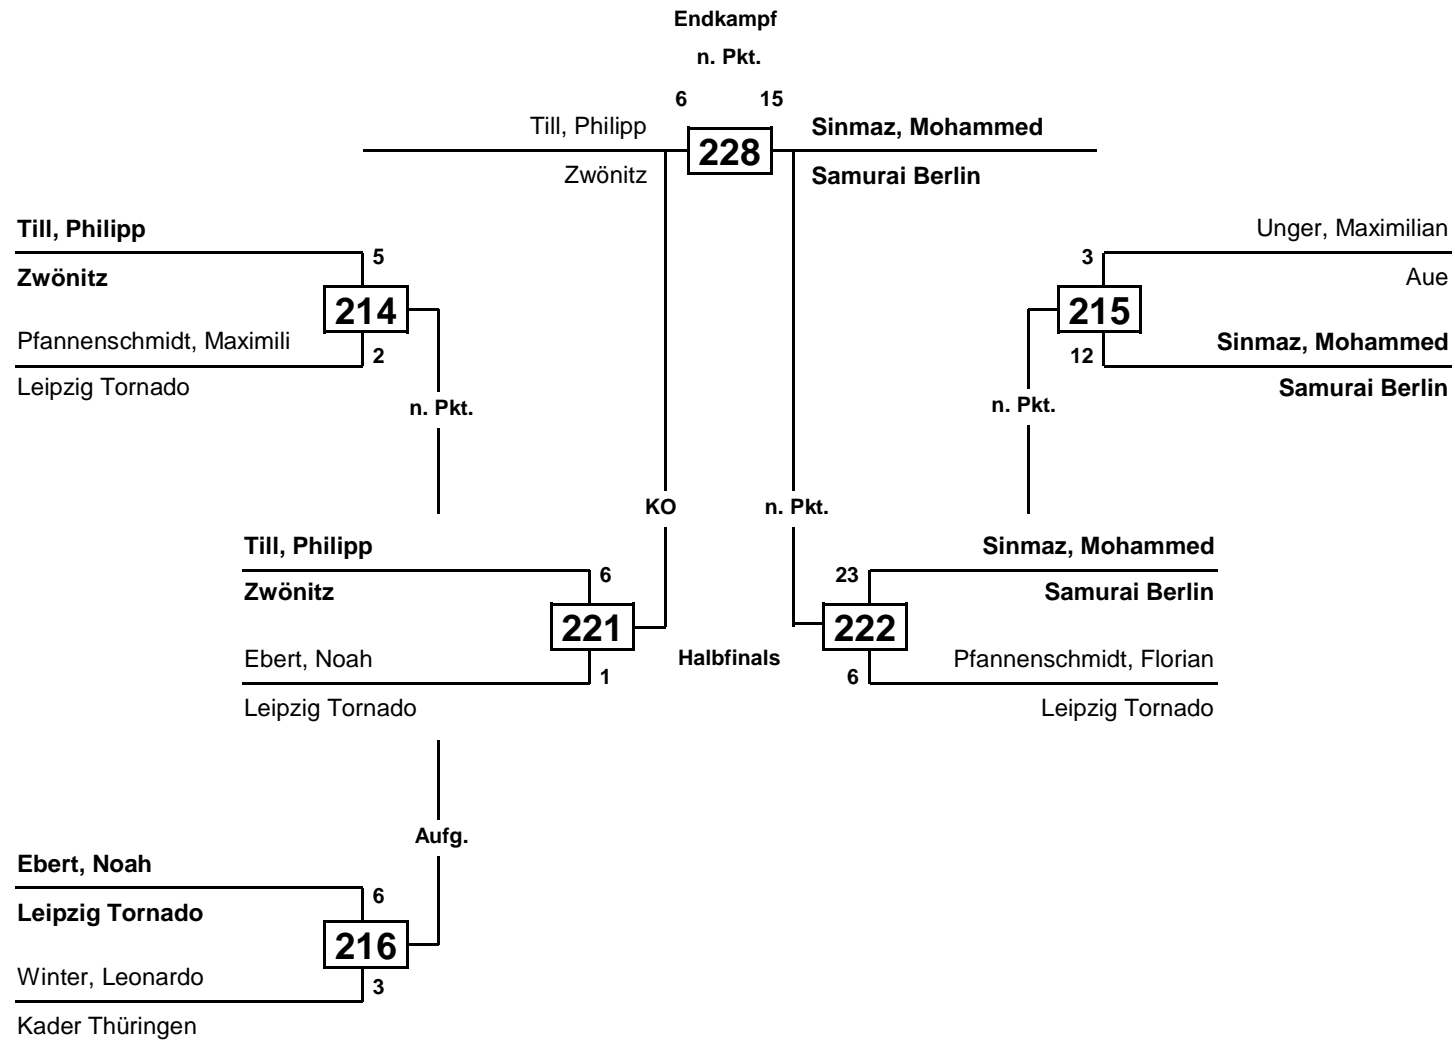 Endkampf
n. Pkt.
6 15
Till, Philipp 228 Sinmaz, Mohammed
Zwönitz Samurai Berlin
Till, Philipp
5
Zwönitz
214
Pfannenschmidt, Maximili
2
Leipzig Tornado
n. Pkt.
Unger, Maximilian
3
Aue
215
Sinmaz, Mohammed
12
Samurai Berlin
n. Pkt.
KO n. Pkt.
Till, Philipp
6
Zwönitz
221
Ebert, Noah
1
Leipzig Tornado
Halbfinals
Sinmaz, Mohammed
23
Samurai Berlin
222
Pfannenschmidt, Florian
6
Leipzig Tornado
Aufg.
Ebert, Noah
6
Leipzig Tornado
216
Winter, Leonardo
3
Kader Thüringen